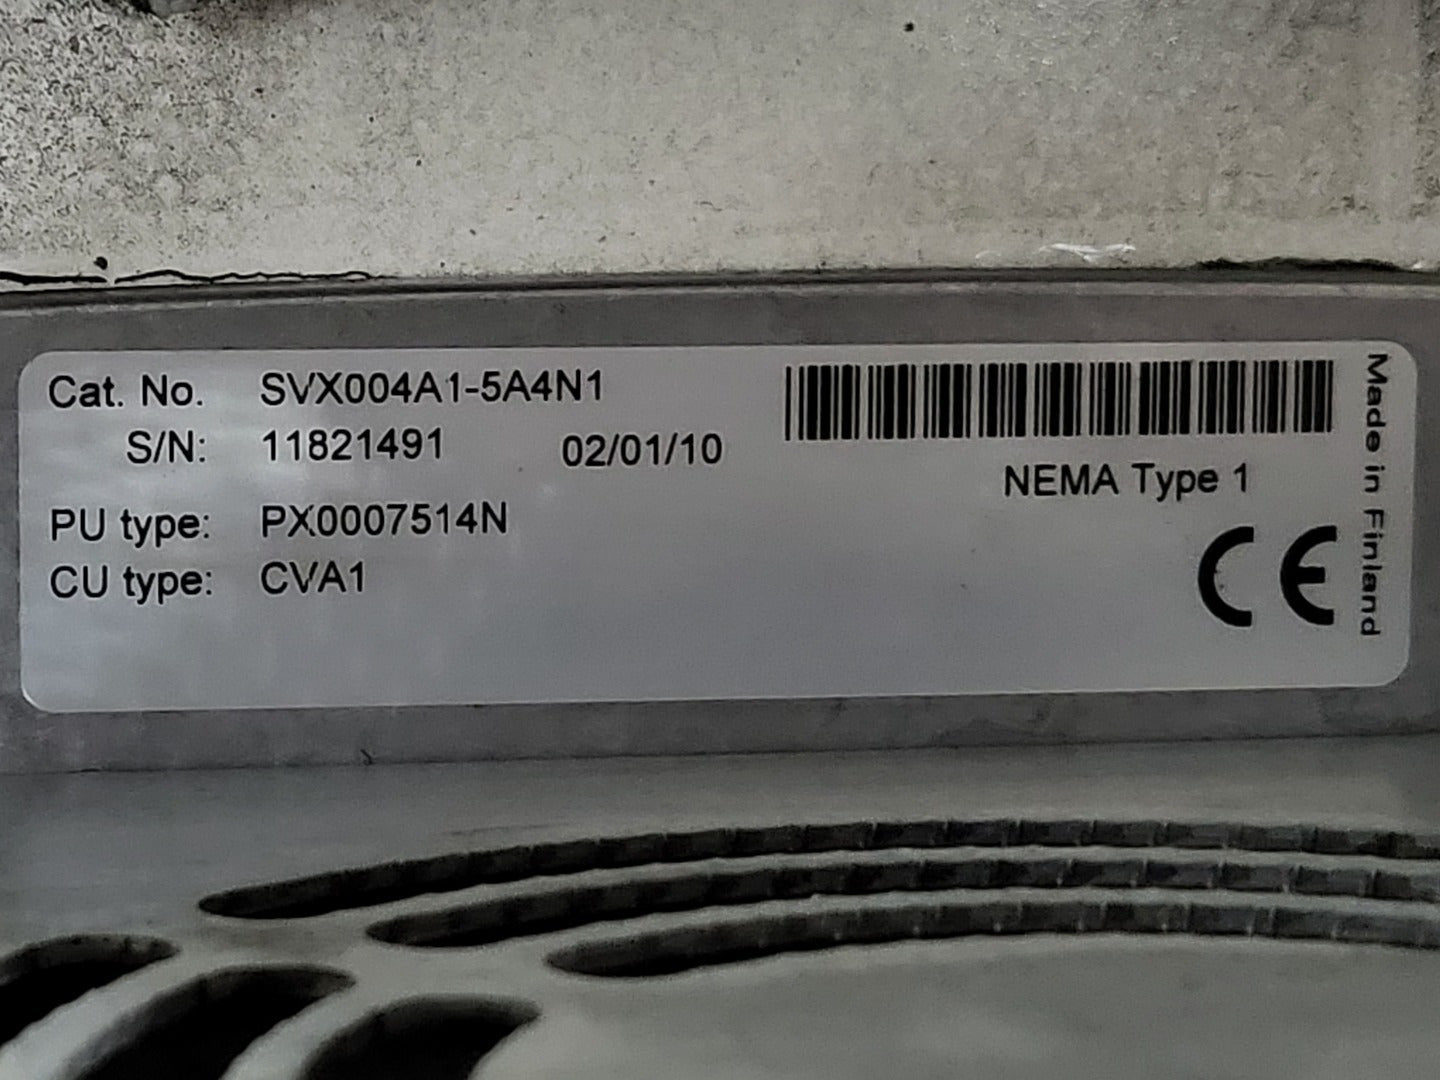 Cat. No. SVX004A1-5A4N1
S/N: 11821491 02/01/10
NEMA Type 1
PU type: PX0007514N
CU type: CVA1
CE
Made in Finland